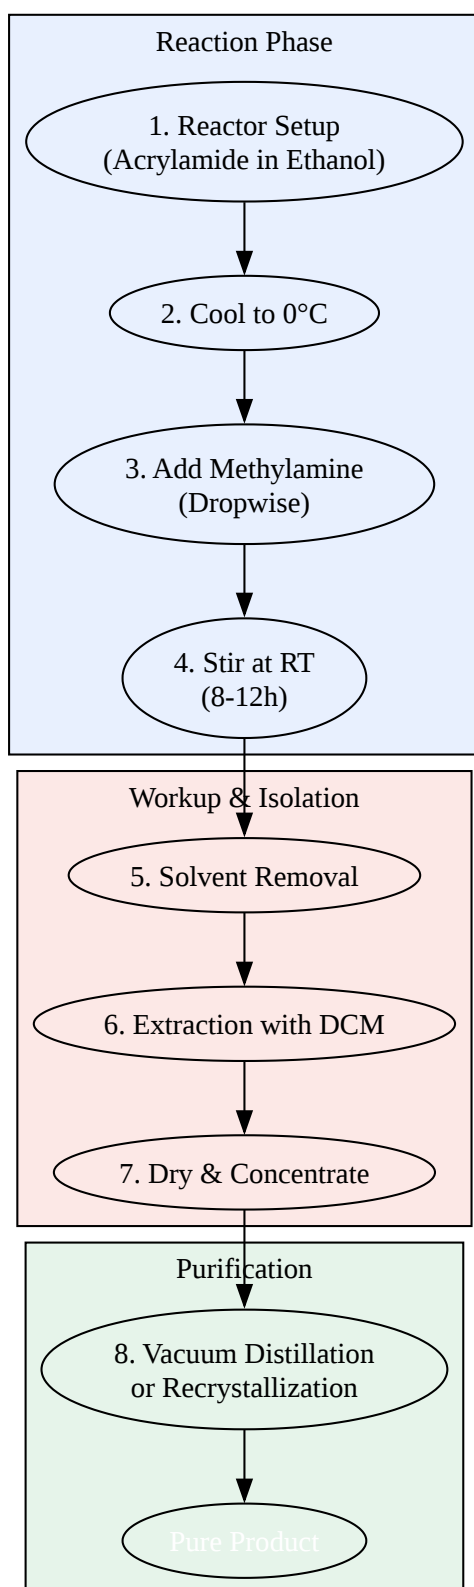 Reaction Phase
1. Reactor Setup
(Acrylamide in Ethanol)
2. Cool to 0°C
3. Add Methylamine
(Dropwise)
4. Stir at RT
(8-12h)
Workup & Isolation
5. Solvent Removal
6. Extraction with DCM
7. Dry & Concentrate
Purification
8. Vacuum Distillation
or Recrystallization
Pure Product